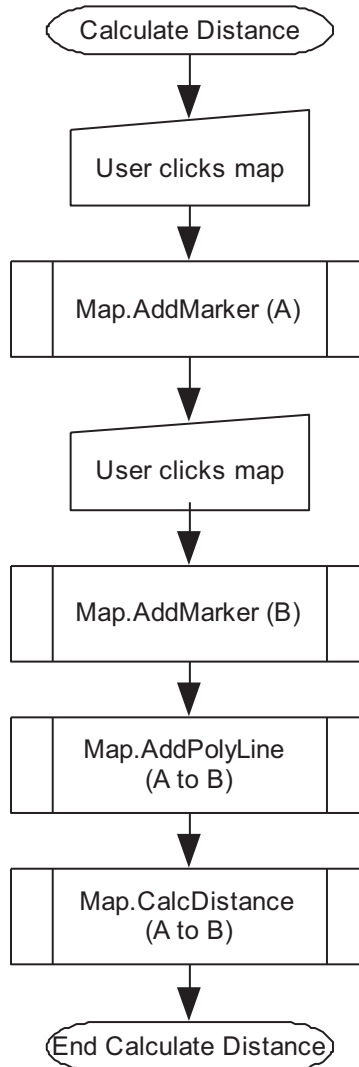 Calculate Distance
User clicks map
Map.AddMarker (A)
User clicks map
Map.AddMarker (B)
Map.AddPolyLine
(A to B)
Map.CalcDistance
(A to B)
End Calculate Distance